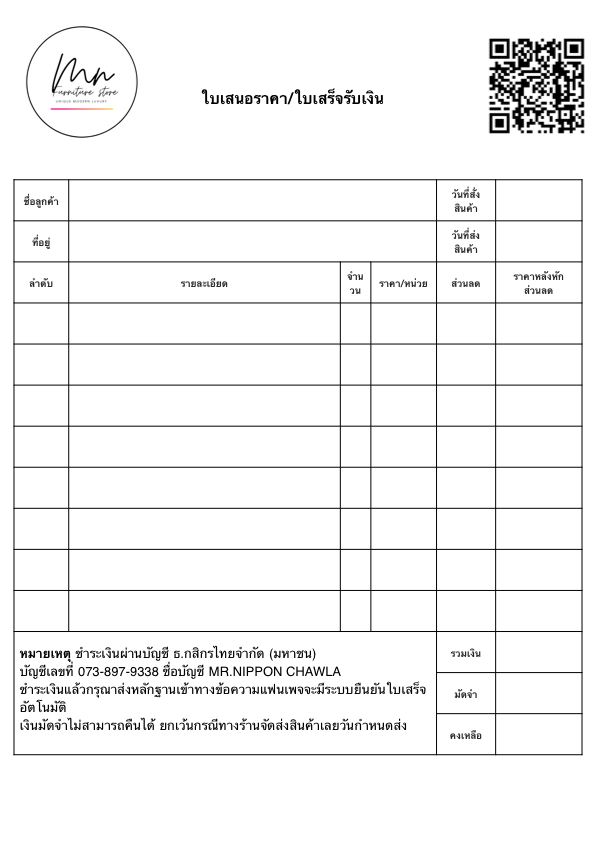 Mn
Furniture store
UNIQUE MODERN LUXURY
ใบเสนอราคา/ใบเสร็จรับเงิน
ชื่อลูกค้า
วันที่สั่ง
สินค้า
ที่อยู่
วันที่ส่ง
สินค้า
ลำดับ
รายละเอียด
จำน
วน
ราคา/หน่วย
ส่วนลด
ราคาหลังหัก
ส่วนลด
หมายเหตุ ชำระเงินผ่านบัญชี ธ.กสิกรไทยจำกัด (มหาชน)
บัญชีเลขที่ 073-897-9338 ชื่อบัญชี MR.NIPPON CHAWLA
ชำระเงินแล้วกรุณาส่งหลักฐานเข้าทางข้อความแฟนเพจจะมีระบบยืนยันใบเสร็จ
อัตโนมัติ
เงินมัดจำไม่สามารถคืนได้ ยกเว้นกรณีทางร้านจัดส่งสินค้าเลยวันกำหนดส่ง
รวมเงิน
มัดจำ
คงเหลือ